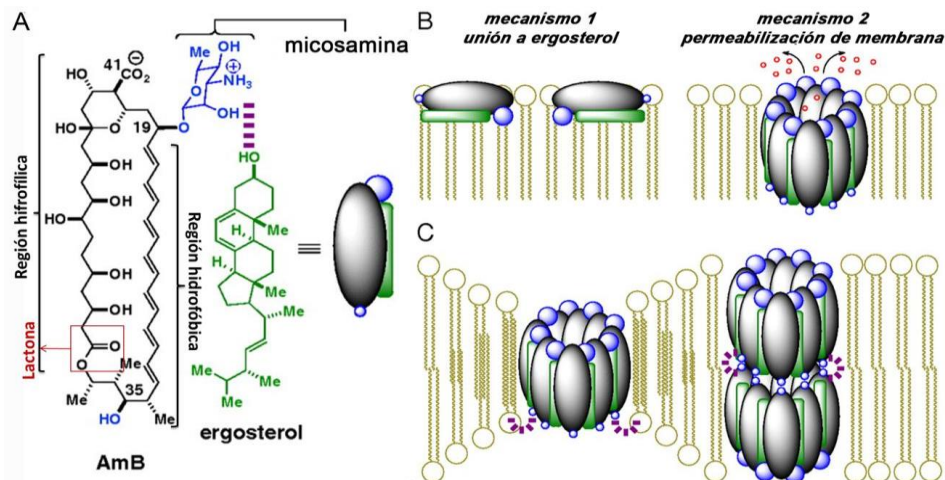 A
micosamina
Me
OH
⊕
NH₃
OH
O
O
41
⊖
CO₂
HO
HO
O
19
OH
OH
HO
OH
OH
O
O
Me
Me
35
HO
Me
AmB
Región hifrofílica
Lactona
Región hidrofóbica
HO
Me
H
H
Me
Me
Me
Me
Me
ergosterol
B
mecanismo 1
unión a ergosterol
mecanismo 2
permeabilización de membrana
C